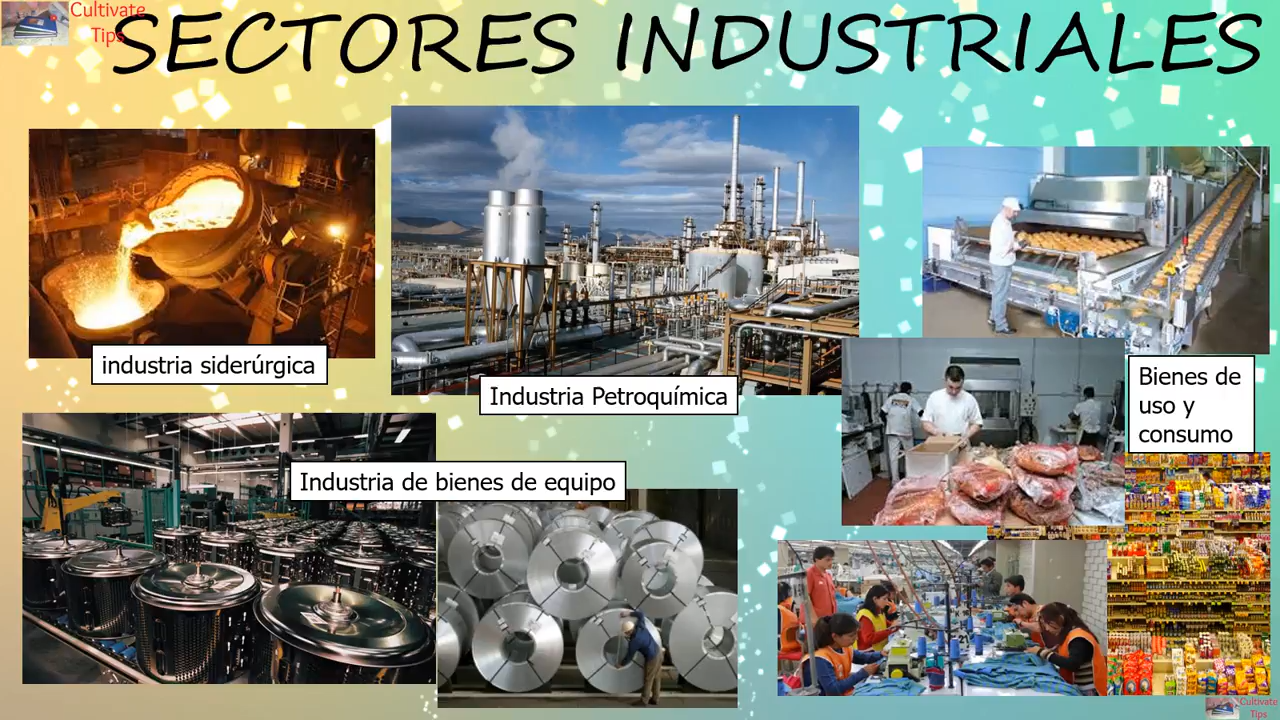 Cultivate
Tips
SECTORES INDUSTRIALES
industria siderúrgica
Industria Petroquímica
Bienes de
uso y
consumo
Industria de bienes de equipo
Cultivate
Tips